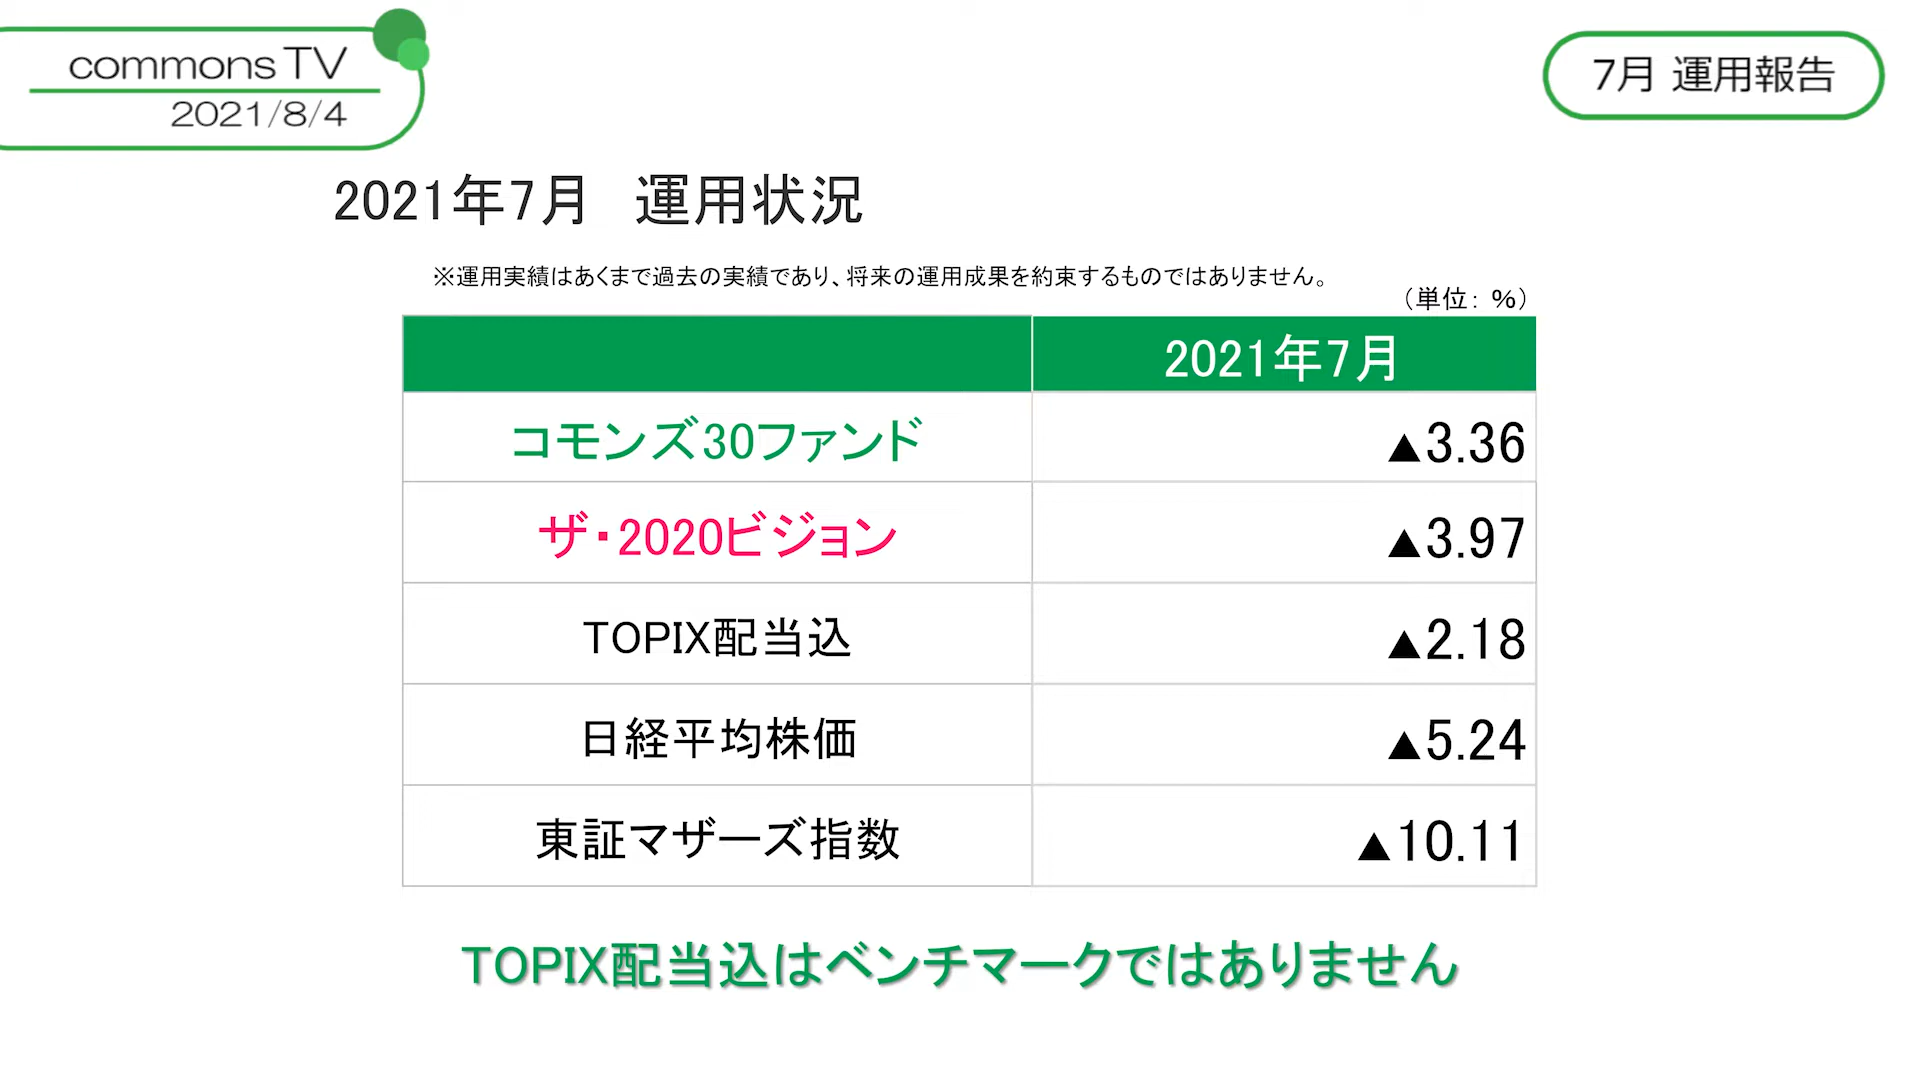 commons TV
2021/8/4
7月 運用報告
2021年7月　運用状況
※運用実績はあくまで過去の実績であり、将来の運用成果を約束するものではありません。
（単位： %）
2021年7月
コモンズ30ファンド ▲3.36
ザ・2020ビジョン ▲3.97
TOPIX配当込 ▲2.18
日経平均株価 ▲5.24
東証マザーズ指数 ▲10.11
TOPIX配当込はベンチマークではありません